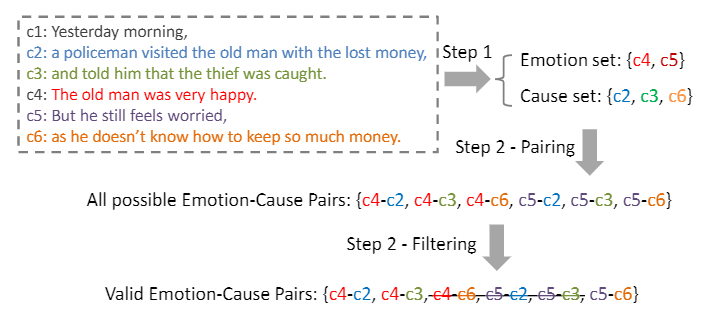 c1: Yesterday morning,
c2: a policeman visited the old man with the lost money,
c3: and told him that the thief was caught.
c4: The old man was very happy.
c5: But he still feels worried,
c6: as he doesn't know how to keep so much money.
Step 1
Emotion set: {c4, c5}
Cause set: {c2, c3, c6}
Step 2 - Pairing
All possible Emotion-Cause Pairs: {c4-c2, c4-c3, c4-c6, c5-c2, c5-c3, c5-c6}
Step 2 - Filtering
Valid Emotion-Cause Pairs: {c4-c2, c4-c3, c4-c6, c5-c2, c5-c3, c5-c6}